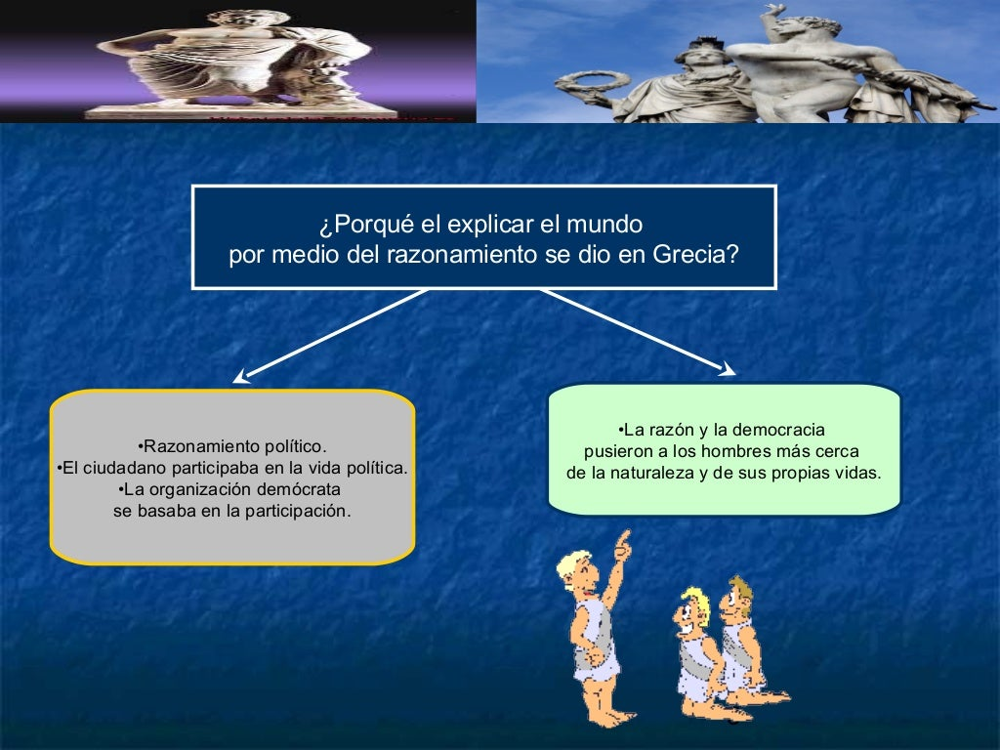 ¿Porqué el explicar el mundo
por medio del razonamiento se dio en Grecia?
•Razonamiento político.
•El ciudadano participaba en la vida política.
•La organización demócrata
se basaba en la participación.
•La razón y la democracia
pusieron a los hombres más cerca
de la naturaleza y de sus propias vidas.